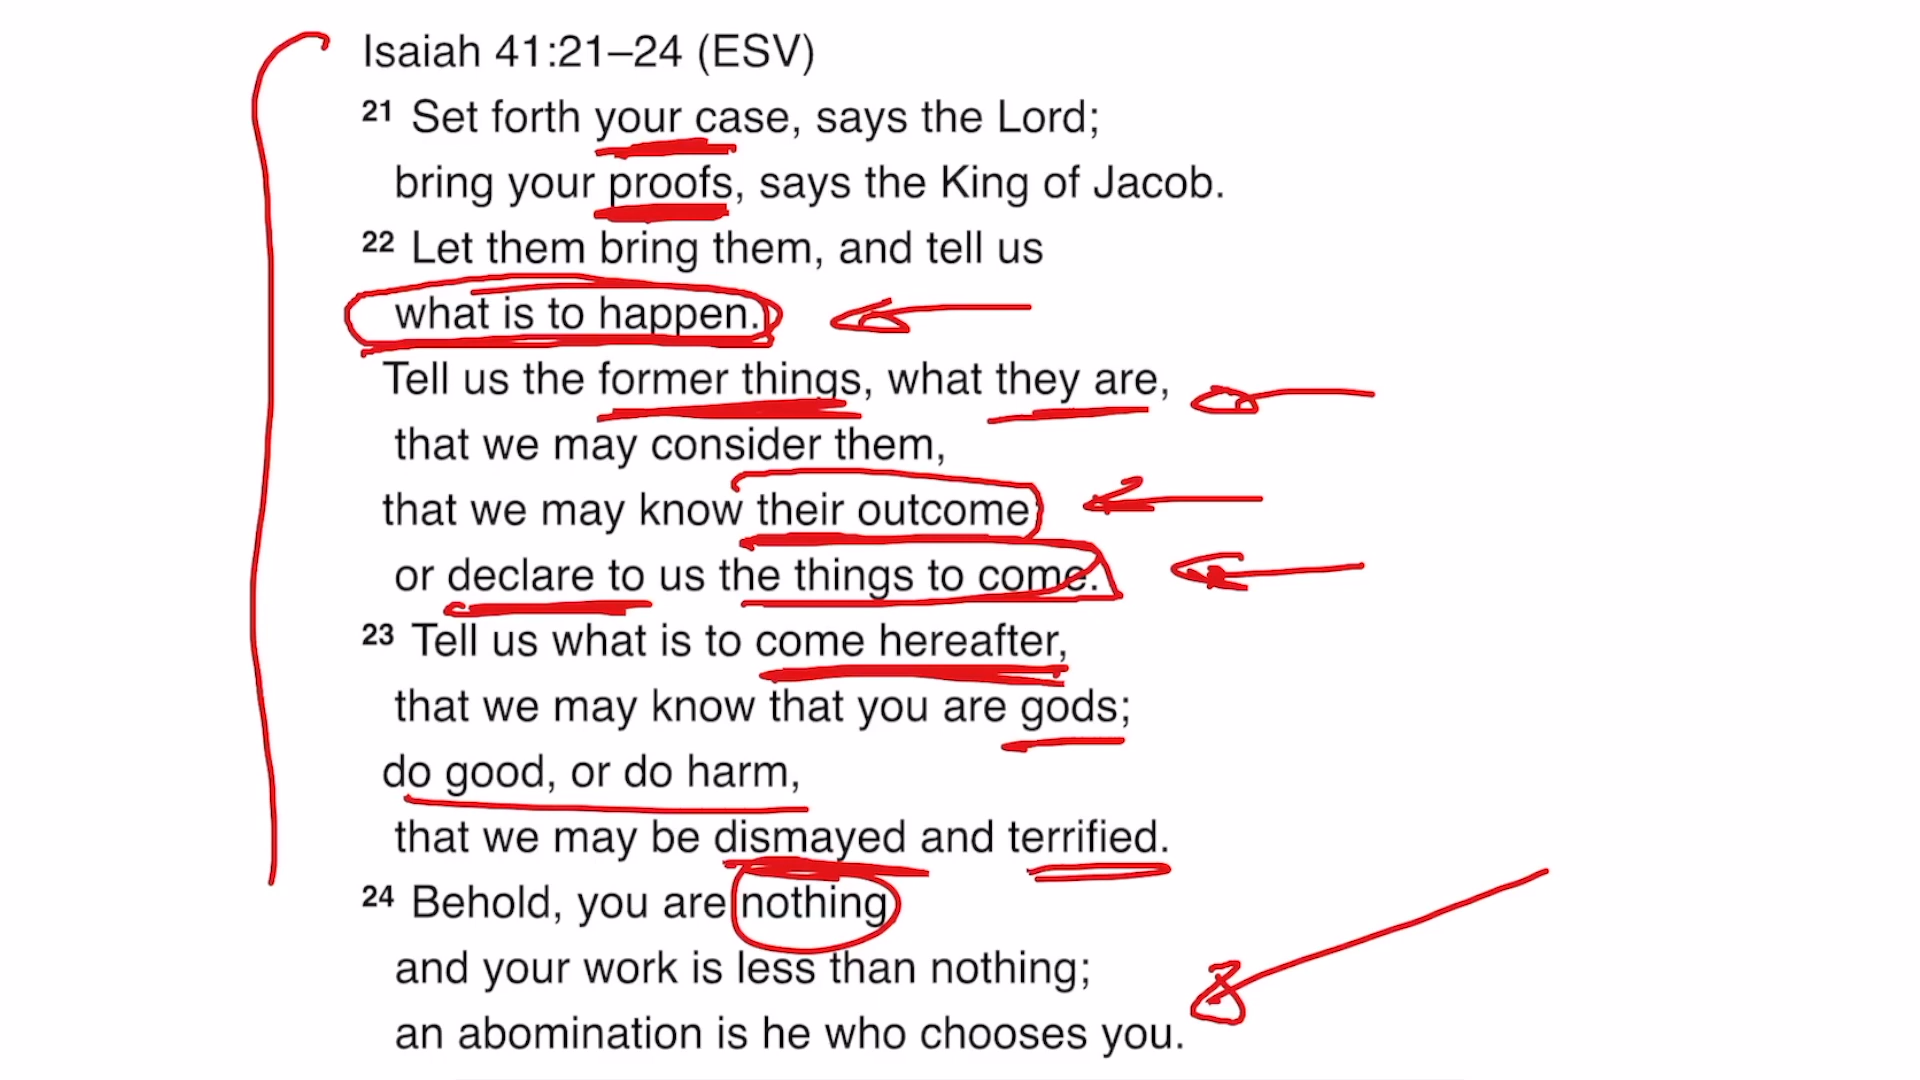 Isaiah 41:21–24 (ESV)
21 Set forth your case, says the Lord;
bring your proofs, says the King of Jacob.
22 Let them bring them, and tell us
what is to happen.
Tell us the former things, what they are,
that we may consider them,
that we may know their outcome
or declare to us the things to come.
23 Tell us what is to come hereafter,
that we may know that you are gods;
do good, or do harm,
that we may be dismayed and terrified.
24 Behold, you are nothing
and your work is less than nothing;
an abomination is he who chooses you.